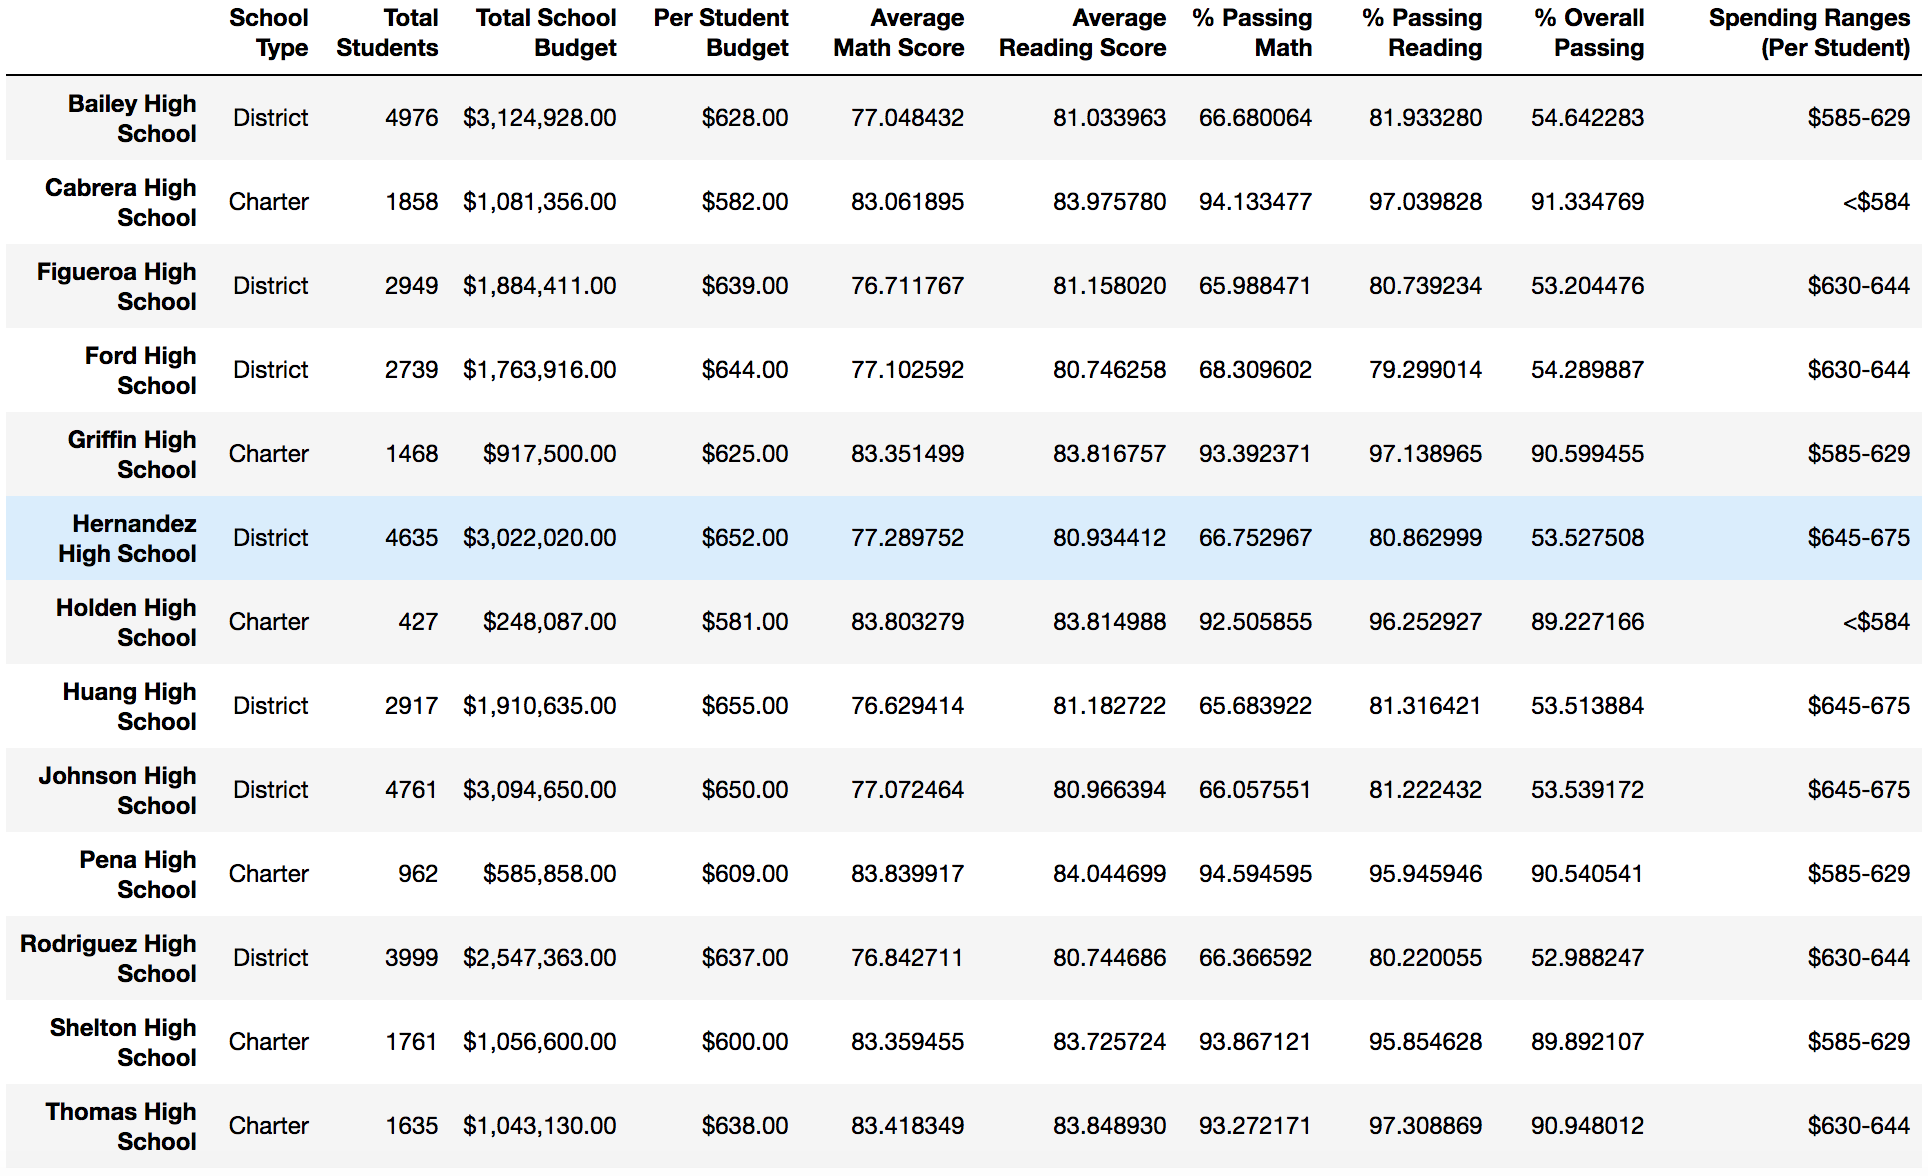 School Type Total Students Total School Budget Per Student Budget Average Math Score Average Reading Score % Passing Math % Passing Reading % Overall Passing Spending Ranges (Per Student)
Bailey High School District 4976 $3,124,928.00 $628.00 77.048432 81.033963 66.680064 81.933280 54.642283 $585-629
Cabrera High School Charter 1858 $1,081,356.00 $582.00 83.061895 83.975780 94.133477 97.039828 91.334769 <$584
Figueroa High School District 2949 $1,884,411.00 $639.00 76.711767 81.158020 65.988471 80.739234 53.204476 $630-644
Ford High School District 2739 $1,763,916.00 $644.00 77.102592 80.746258 68.309602 79.299014 54.289887 $630-644
Griffin High School Charter 1468 $917,500.00 $625.00 83.351499 83.816757 93.392371 97.138965 90.599455 $585-629
Hernandez High School District 4635 $3,022,020.00 $652.00 77.289752 80.934412 66.752967 80.862999 53.527508 $645-675
Holden High School Charter 427 $248,087.00 $581.00 83.803279 83.814988 92.505855 96.252927 89.227166 <$584
Huang High School District 2917 $1,910,635.00 $655.00 76.629414 81.182722 65.683922 81.316421 53.513884 $645-675
Johnson High School District 4761 $3,094,650.00 $650.00 77.072464 80.966394 66.057551 81.222432 53.539172 $645-675
Pena High School Charter 962 $585,858.00 $609.00 83.839917 84.044699 94.594595 95.945946 90.540541 $585-629
Rodriguez High School District 3999 $2,547,363.00 $637.00 76.842711 80.744686 66.366592 80.220055 52.988247 $630-644
Shelton High School Charter 1761 $1,056,600.00 $600.00 83.359455 83.725724 93.867121 95.854628 89.892107 $585-629
Thomas High School Charter 1635 $1,043,130.00 $638.00 83.418349 83.848930 93.272171 97.308869 90.948012 $630-644